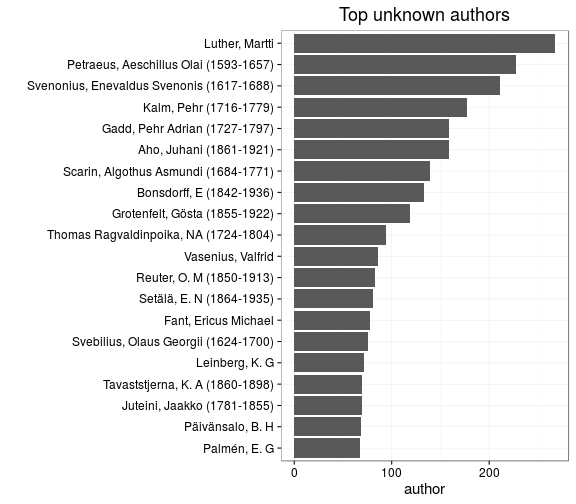 Top unknown authors
Luther, Martti
Petraeus, Aeschillus Olai (1593-1657)
Svenonius, Enevaldus Svenonis (1617-1688)
Kalm, Pehr (1716-1779)
Gadd, Pehr Adrian (1727-1797)
Aho, Juhani (1861-1921)
Scarin, Algothus Asmundi (1684-1771)
Bonsdorff, E (1842-1936)
Grotenfelt, Gösta (1855-1922)
Thomas Ragvaldinpoika, NA (1724-1804)
Vasenius, Valfrid
Reuter, O. M (1850-1913)
Setälä, E. N (1864-1935)
Fant, Ericus Michael
Svebilius, Olaus Georgii (1624-1700)
Leinberg, K. G
Tavaststjerna, K. A (1860-1898)
Juteini, Jaakko (1781-1855)
Päivänsalo, B. H
Palmén, E. G
0 100 200
author